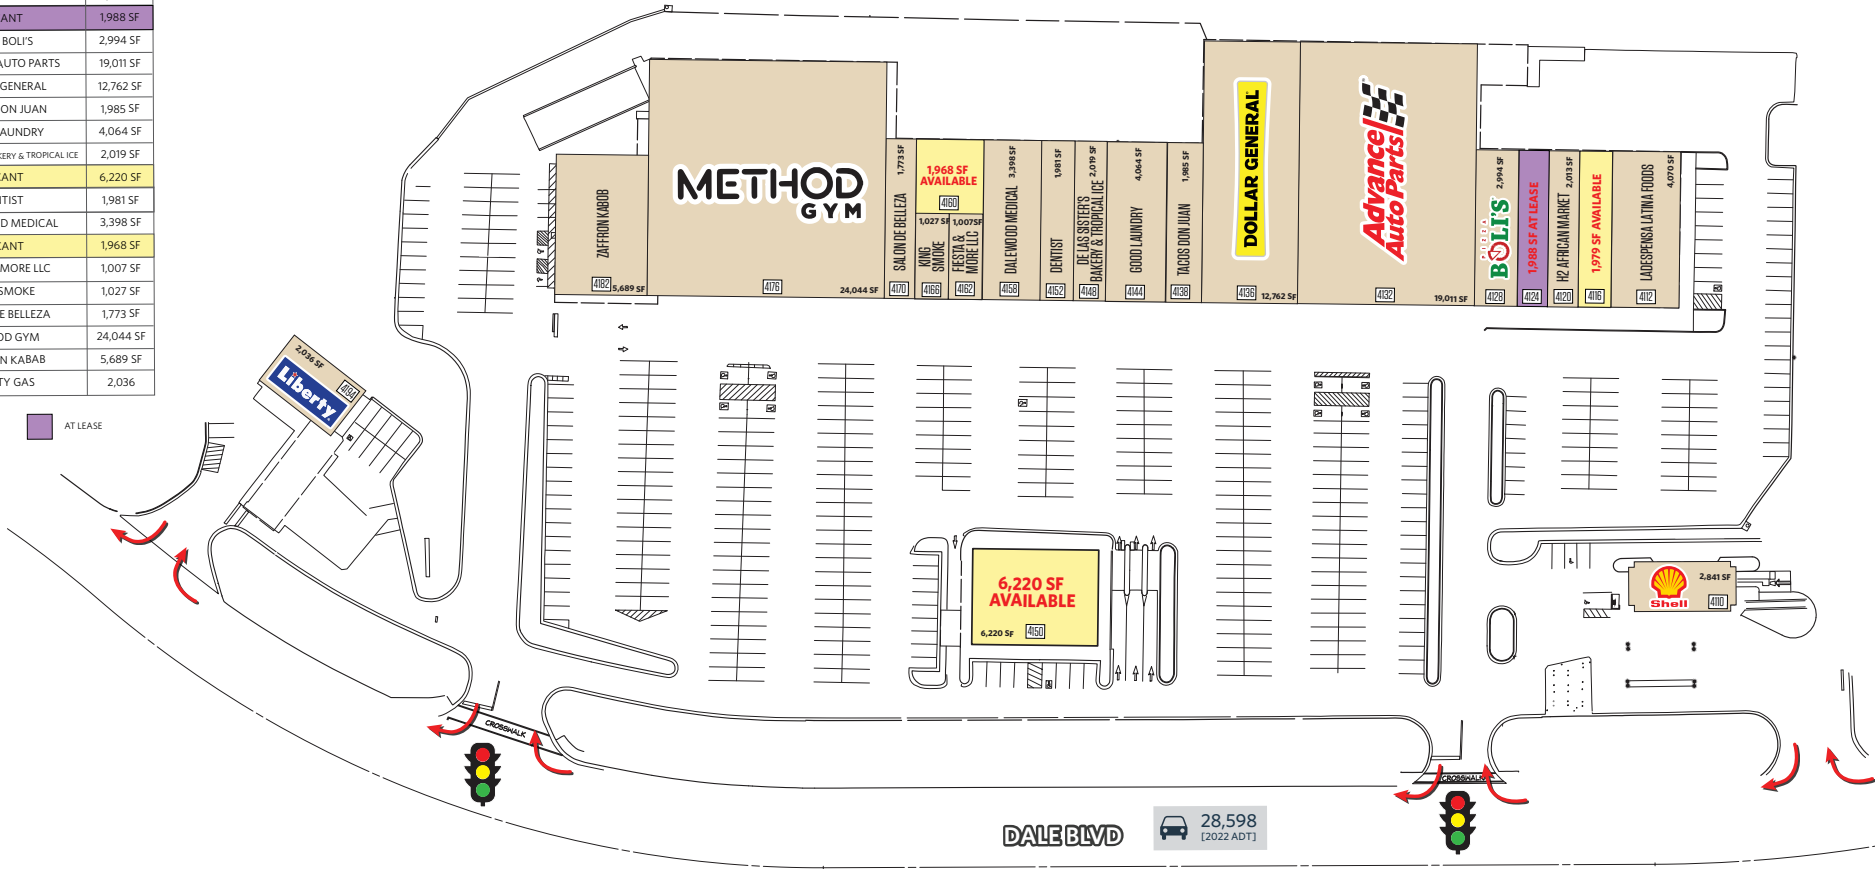 ANT 1,988 SF
BOLI'S 2,994 SF
AUTO PARTS 19,011 SF
GENERAL 12,762 SF
ON JUAN 1,985 SF
AUNDRY 4,064 SF
KERY & TROPICAL ICE 2,019 SF
ANT 6,220 SF
TIST 1,981 SF
D MEDICAL 3,398 SF
ANT 1,968 SF
MORE LLC 1,007 SF
SMOKE 1,027 SF
E BELLEZA 1,773 SF
OD GYM 24,044 SF
N KABAB 5,689 SF
TY GAS 2,036
AT LEASE
2,036 SF
Liberty
4194
ZAFFRON KABOB
4182
5,689 SF
METHOD
GYM
4176
24,044 SF
SALON DE BELLEZA
1,773 SF
4170
1,968 SF
AVAILABLE
4160
1,027 SF
KING
SMOKE
4166
1,007SF
FIESTA &
MORE LLC
4162
DALEWOOD MEDICAL
3,398 SF
4158
DENTIST
1,981 SF
4152
DE LAS SISTER'S
BAKERY & TROPICAL ICE
2,019 SF
4148
GOOD LAUNDRY
4,064 SF
4144
TACOS DON JUAN
1,985 SF
4138
DOLLAR GENERAL
4136
12,762 SF
Advance
Auto Parts
4132
19,011 SF
PIZZA
BOLI'S
2,994 SF
4128
1,988 SF AT LEASE
4124
H2 AFRICAN MARKET
2,013 SF
4120
1,979 SF AVAILABLE
4116
LADESPENSA LATINA FOODS
4,070 SF
4112
6,220 SF
AVAILABLE
6,220 SF
4150
Shell
2,841 SF
4110
CROSSWALK
CROSSWALK
DALE BLVD
28,598
[2022 ADT]